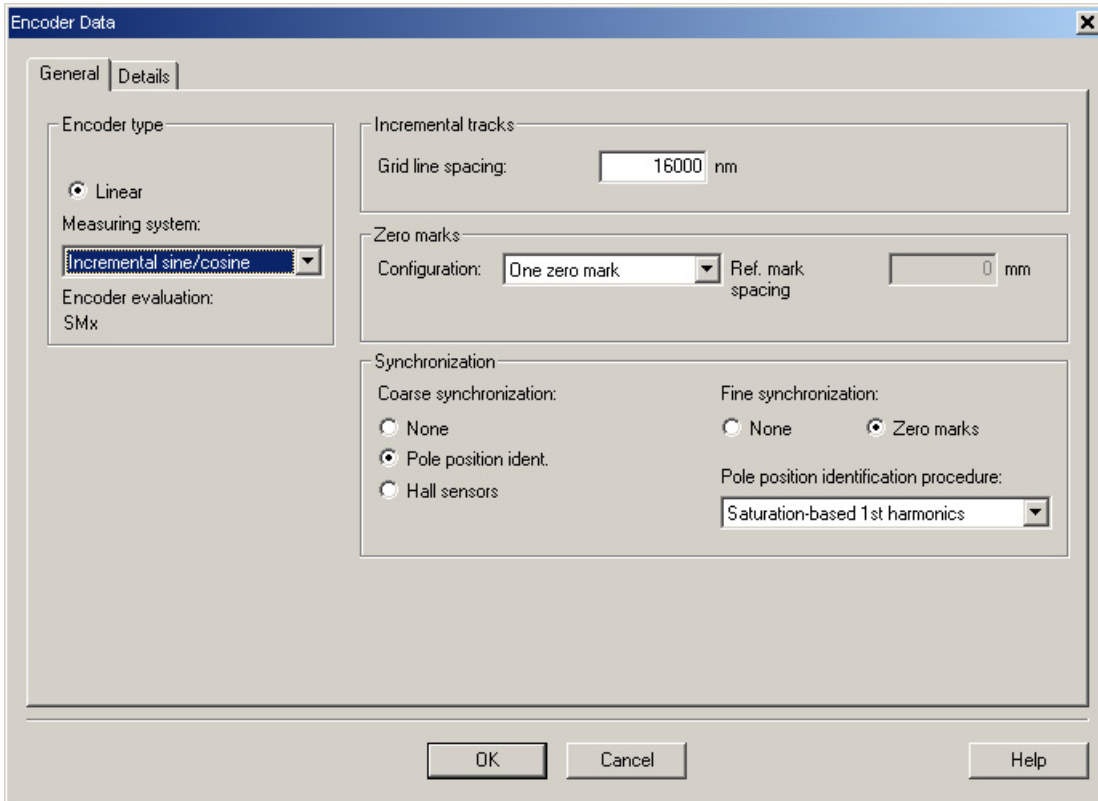 Encoder Data
General
Details
Encoder type
Linear
Measuring system:
Incremental sine/cosine
Encoder evaluation:
SMx
Incremental tracks
Grid line spacing:
16000 nm
Zero marks
Configuration:
One zero mark
Ref. mark
spacing
0 mm
Synchronization
Coarse synchronization:
None
Pole position ident.
Hall sensors
Fine synchronization:
None
Zero marks
Pole position identification procedure:
Saturation-based 1st harmonics
OK
Cancel
Help